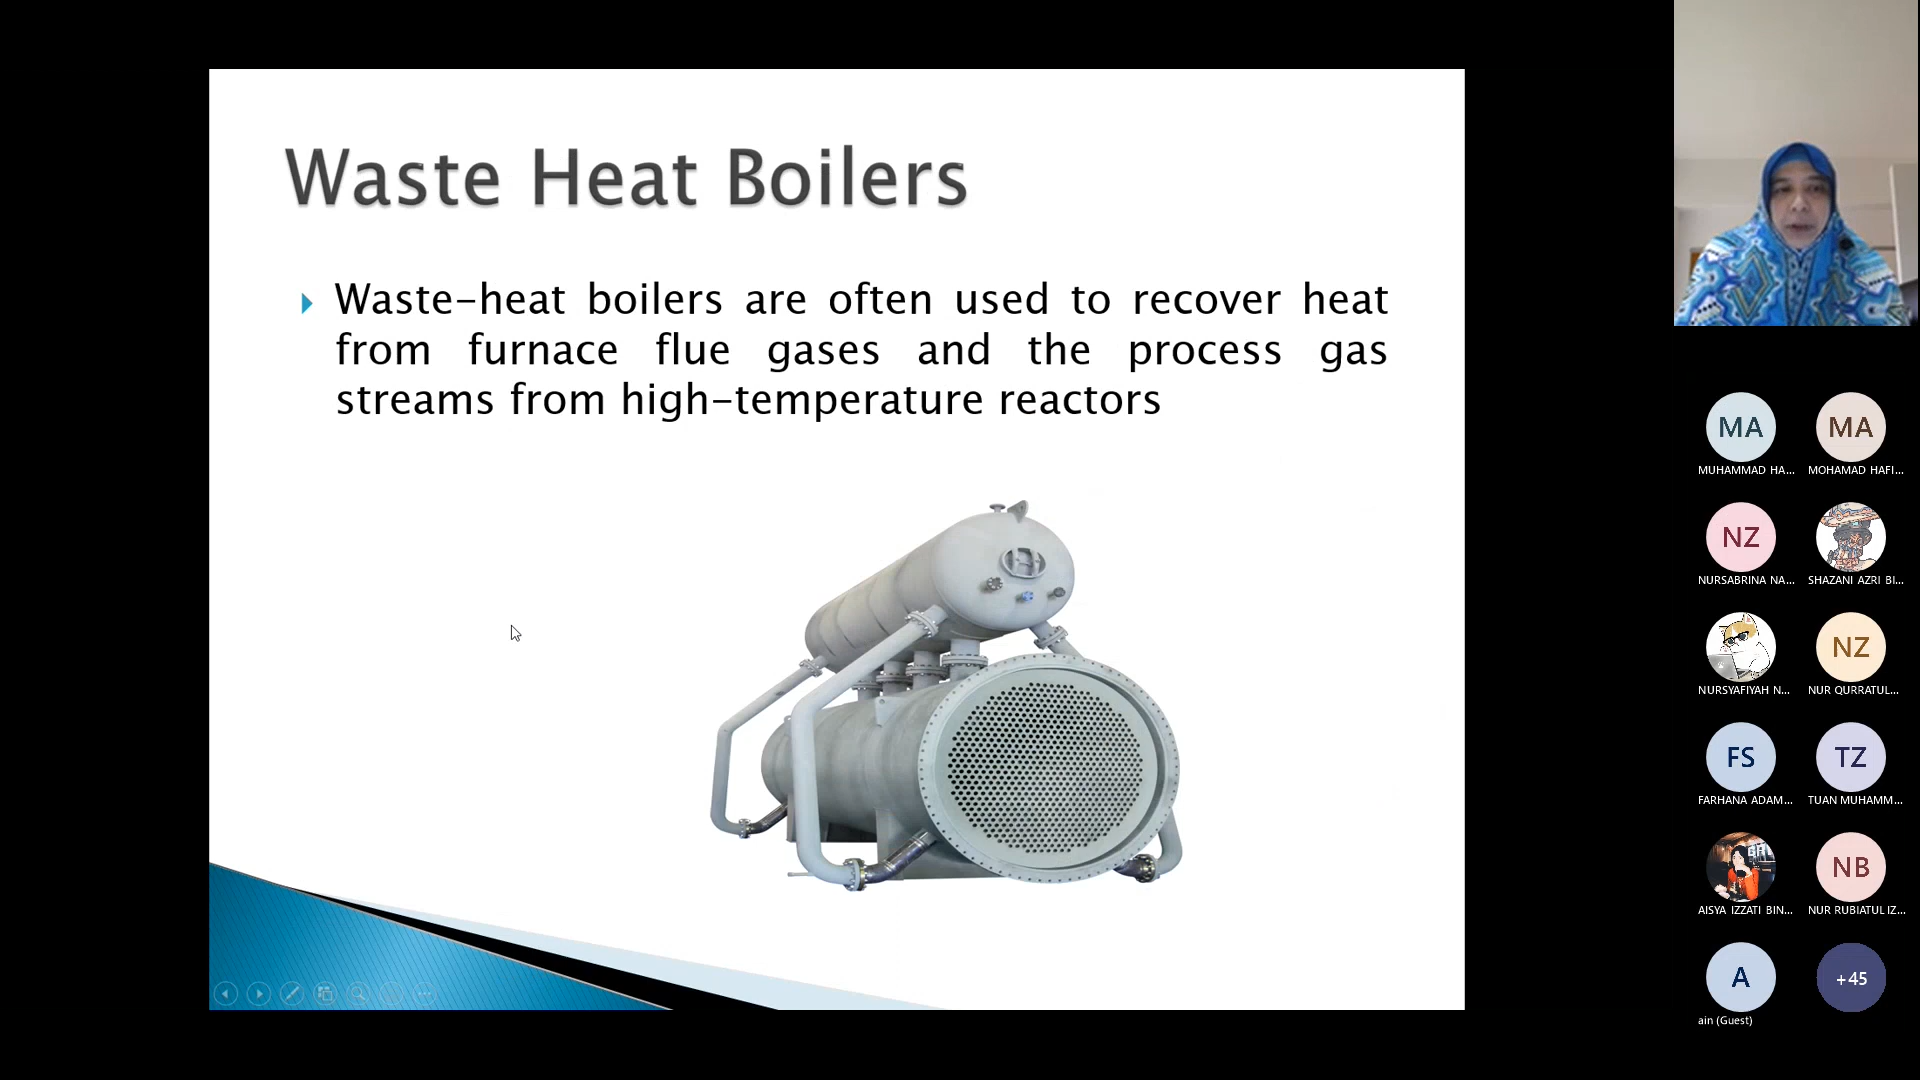 Waste Heat Boilers
Waste-heat boilers are often used to recover heat
from furnace flue gases and the process gas
streams from high-temperature reactors
MA
MA
MUHAMMAD HA...
MOHAMAD HAFI...
NZ
NURSABRINA NA...
SHAZANI AZRI BI...
NZ
NURSYAFIYAH N...
NUR QURRATUL...
FS
TZ
FARHANA ADAM...
TUAN MUHAMM...
NB
AISYA IZZATI BIN...
NUR RUBIATUL IZ...
A
+45
ain (Guest)